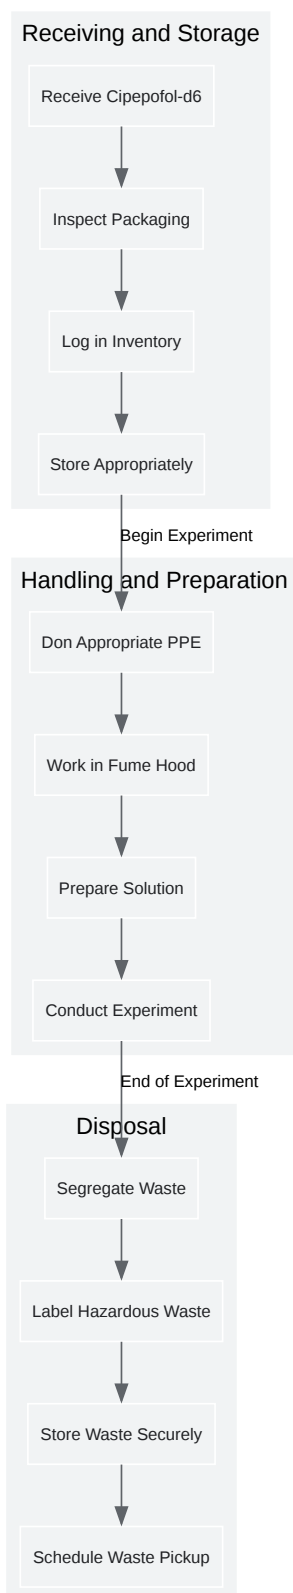 Receiving and Storage
Receive Cipepofol-d6
Inspect Packaging
Log in Inventory
Store Appropriately
Begin Experiment
Handling and Preparation
Don Appropriate PPE
Work in Fume Hood
Prepare Solution
Conduct Experiment
End of Experiment
Disposal
Segregate Waste
Label Hazardous Waste
Store Waste Securely
Schedule Waste Pickup